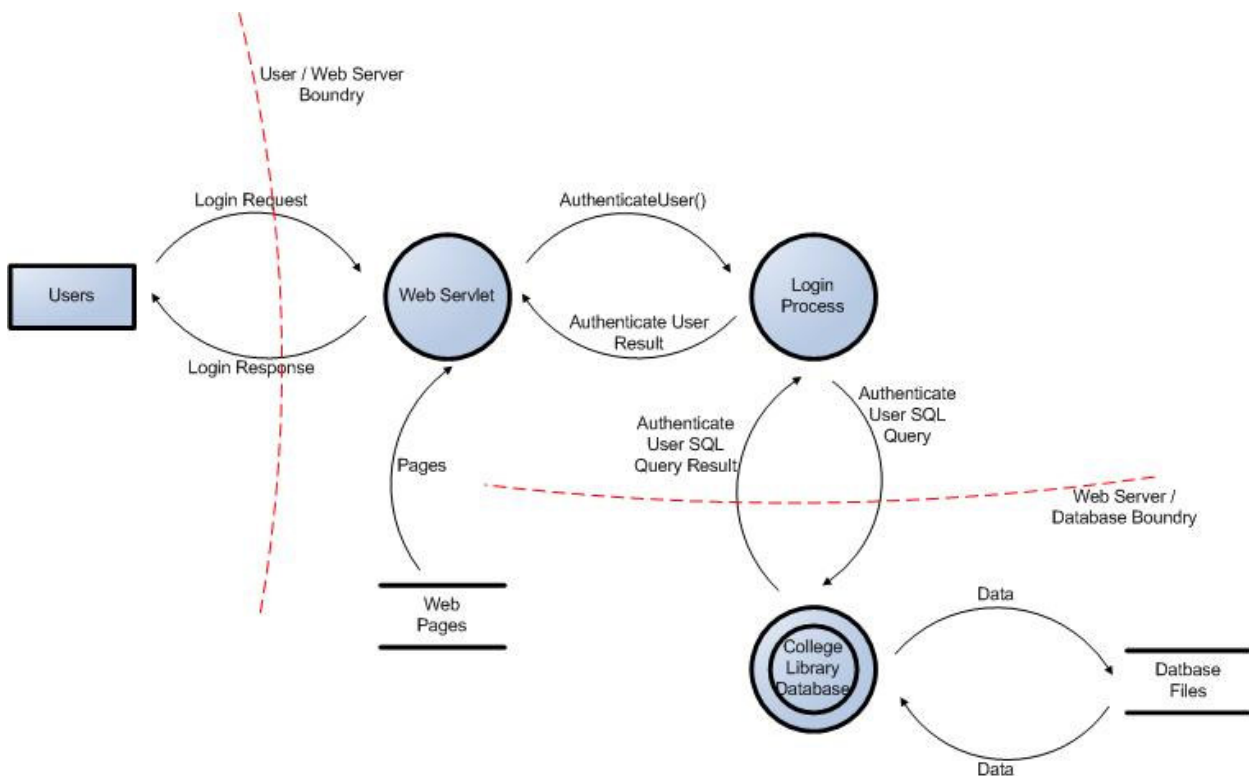 User / Web Server
Boundry
Login Request
AuthenticateUser()
Users
Web Servlet
Login
Process
Authenticate User
Result
Login Response
Authenticate
User SQL
Query
Authenticate
User SQL
Query Result
Pages
Web Server /
Database Boundry
Web
Pages
Data
College
Library
Database
Datbase
Files
Data